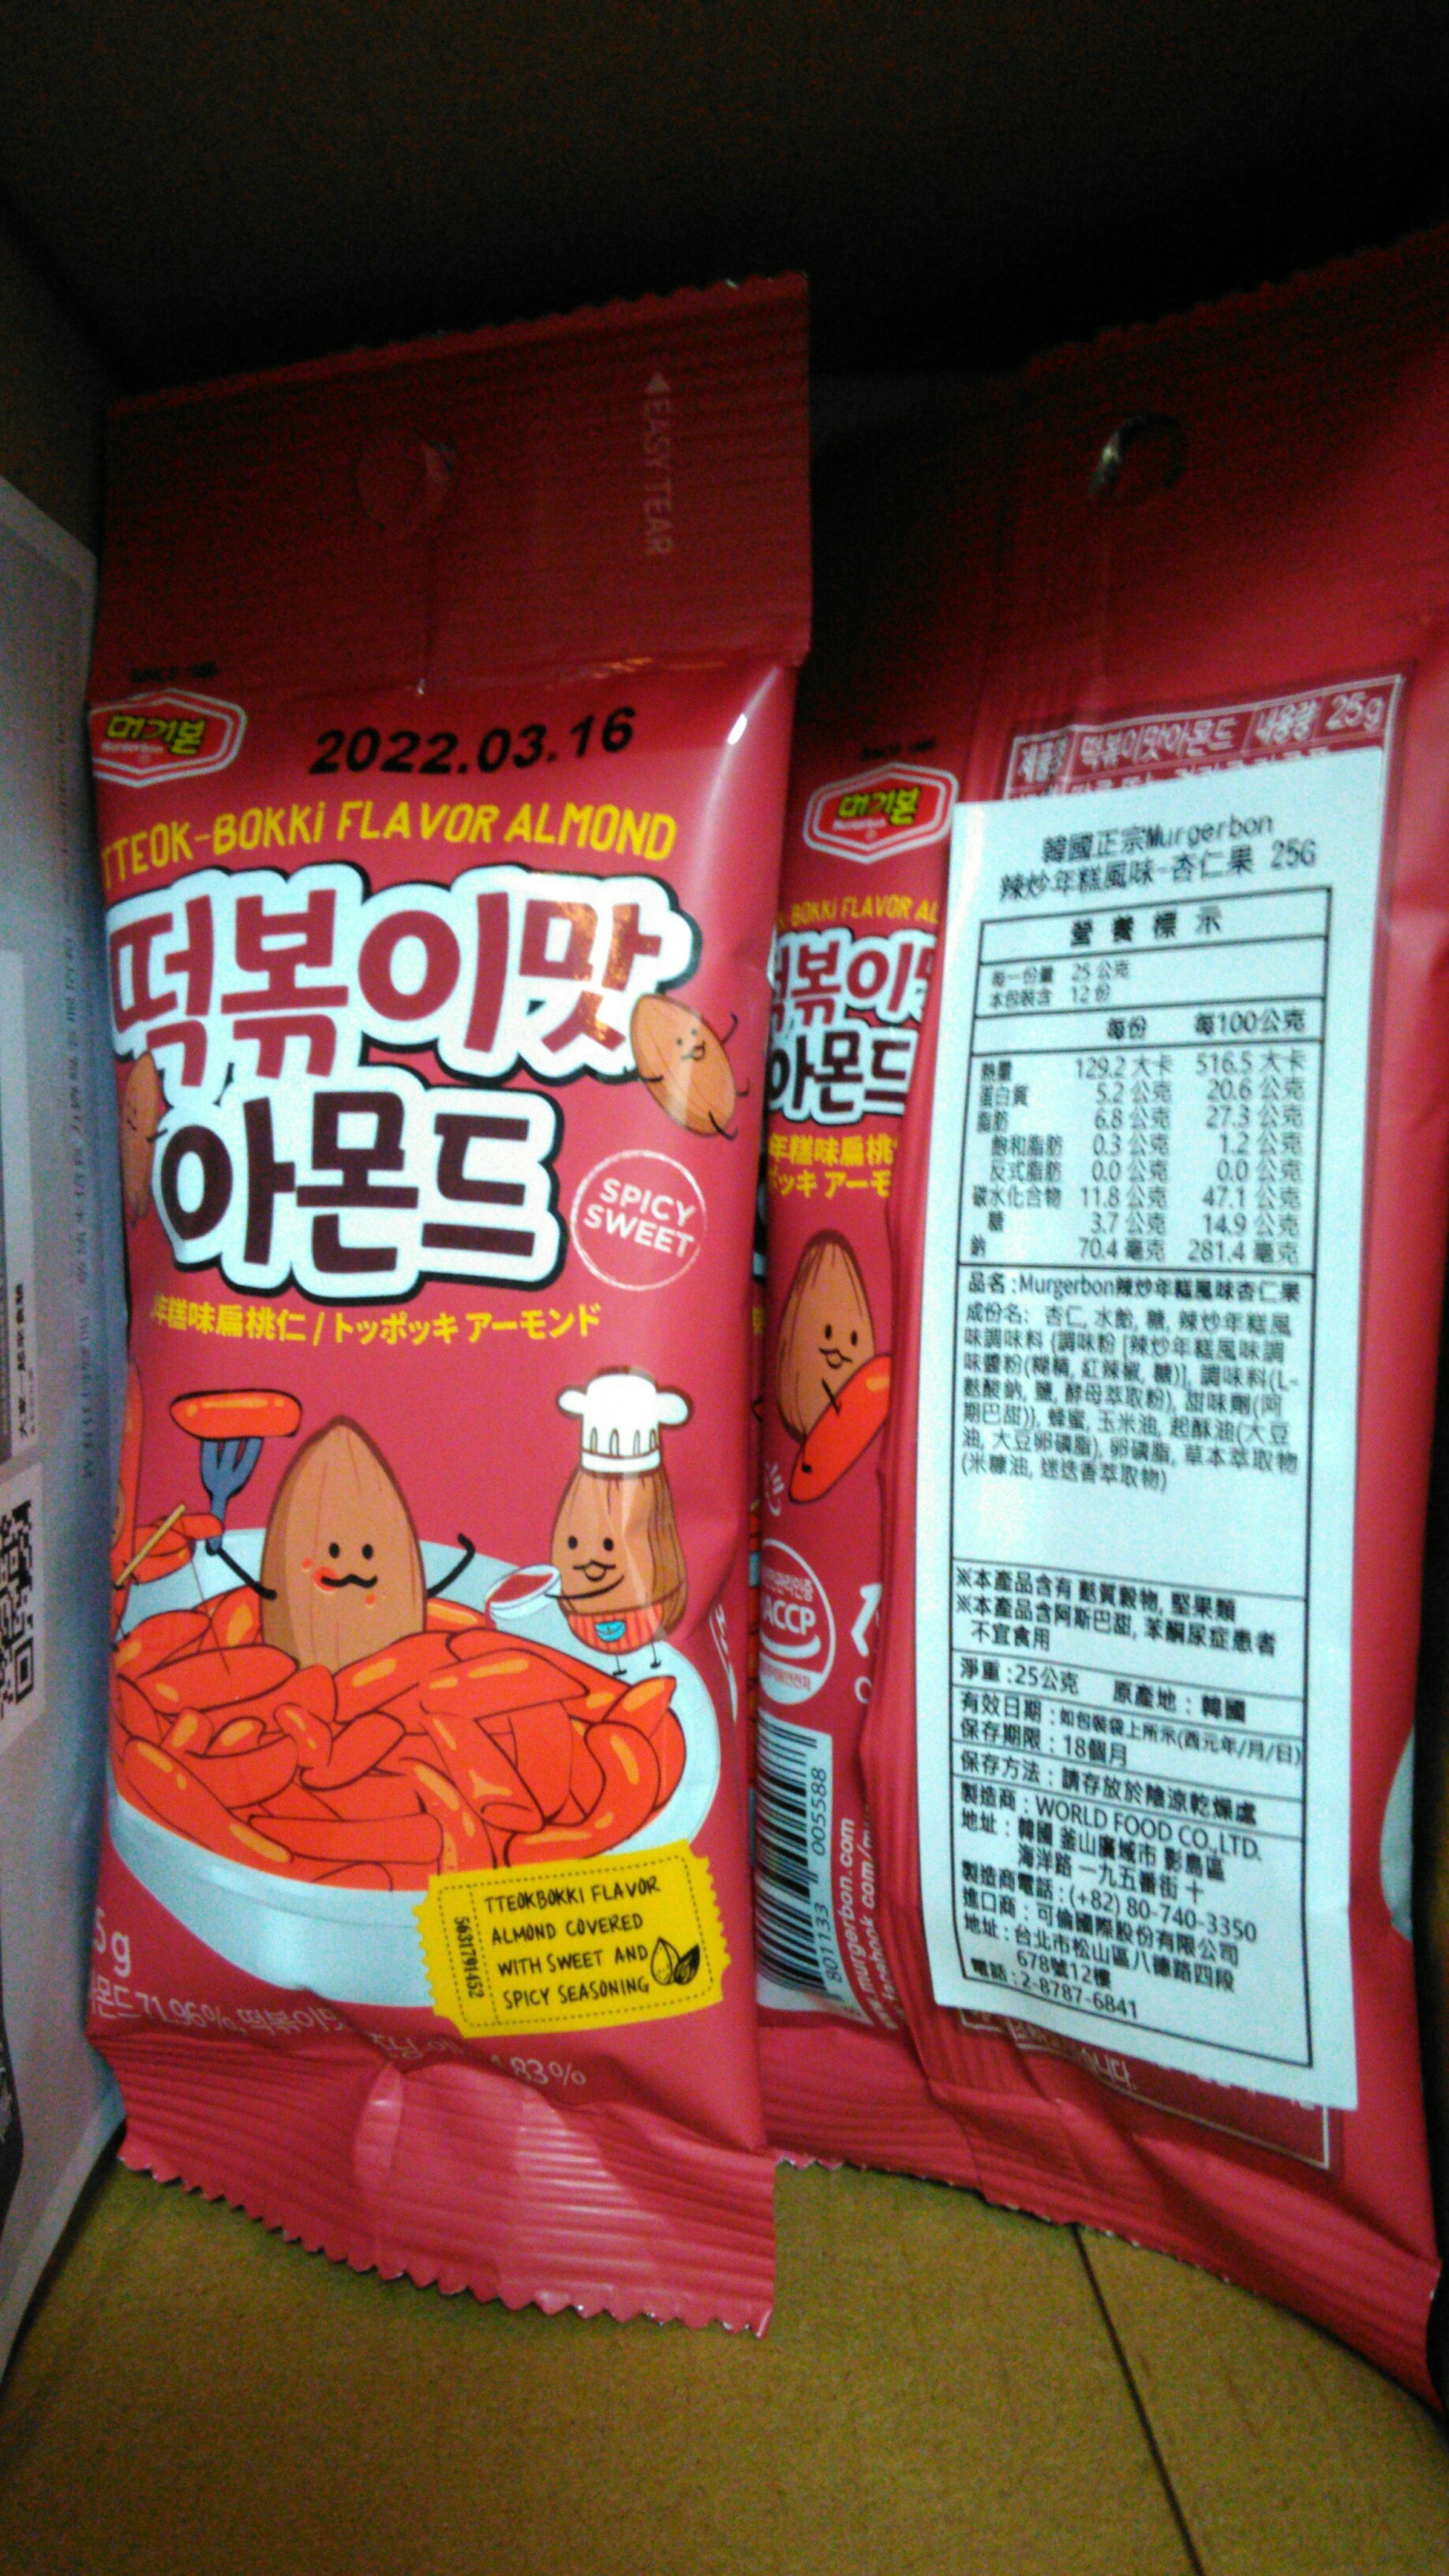 EASY TEAR
머거본
Murgerbon
2022.03.16
TTEOK-BOKKi FLAVOR ALMOND
떡볶이맛
아몬드
SPICY
SWEET
年糕味扁桃仁 / トッポッキ アーモンド
TTEOKBOKKI FLAVOR
ALMOND COVERED
WITH SWEET AND
SPICY SEASONING
5631791452
5g
몬드 71.96%, 떡볶이맛
83%
머거본
BOKKi FLAVOR AL
볶이
아몬드
年糕味扁桃
ッキ アーモ
ACCP
801133 005588
murgerbon.com
제품명 떡볶이맛아몬드 내용량 25g
韓國正宗Murgerbon
辣炒年糕風味-杏仁果 25G
營養標示
每一份量 25 公克
本包裝含 12 份
每份 每100公克
熱量 129.2 大卡 516.5 大卡
蛋白質 5.2 公克 20.6 公克
脂肪 6.8 公克 27.3 公克
飽和脂肪 0.3 公克 1.2 公克
反式脂肪 0.0 公克 0.0 公克
碳水化合物 11.8 公克 47.1 公克
糖 3.7 公克 14.9 公克
鈉 70.4 毫克 281.4 毫克
品名:Murgerbon辣炒年糕風味杏仁果
成份名: 杏仁, 水飴, 糖, 辣炒年糕風
味調味料 {調味粉 [辣炒年糕風味調
味醬粉(糊精, 紅辣椒, 糖)], 調味料(L-
麩酸鈉, 鹽, 酵母萃取粉), 甜味劑(阿
斯巴甜)}, 蜂蜜, 玉米油, 起酥油(大豆
油, 大豆卵磷脂), 卵磷脂, 草本萃取物
(米糠油, 迷迭香萃取物)
※本產品含有 麩質穀物, 堅果類
※本產品含阿斯巴甜, 苯酮尿症患者
不宜食用
淨重:25公克 原產地:韓國
有效日期:如包裝袋上所示(西元年/月/日)
保存期限:18個月
保存方法:請存放於陰涼乾燥處
製造商:WORLD FOOD CO.,LTD.
地址:韓國 釜山廣域市 影島區
海洋路 一九五番街 十
製造商電話:(+82) 80-740-3350
進口商:可倫國際股份有限公司
地址:台北市松山區八德路四段
678號12樓
電話:2-8787-6841